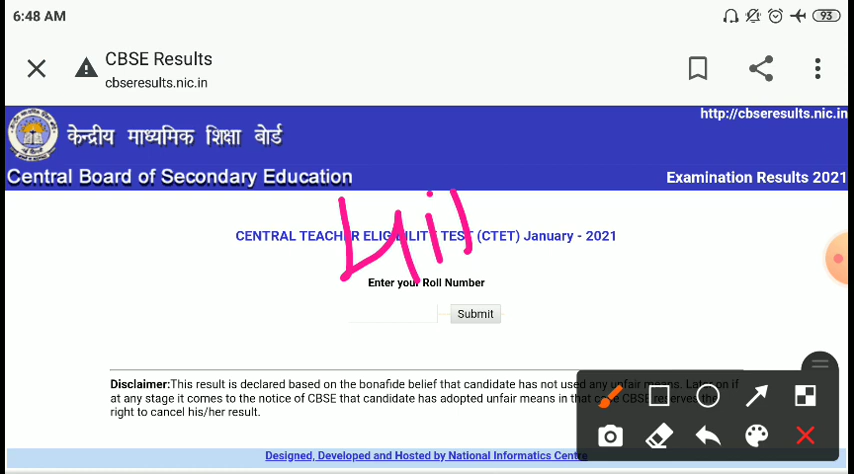 6:48 AM
93
CBSE Results
cbseresults.nic.in
http://cbseresults.nic.in
केन्द्रीय माध्यमिक शिक्षा बोर्ड
Central Board of Secondary Education
Examination Results 2021
CENTRAL TEACHER ELIGIBILITY TEST (CTET) January - 2021
Enter your Roll Number
Submit
Disclaimer:This result is declared based on the bonafide belief that candidate has not used any unfair means. Later on if
at any stage it comes to the notice of CBSE that candidate has adopted unfair means in that case CBSE reserves the
right to cancel his/her result.
Designed, Developed and Hosted by National Informatics Centre